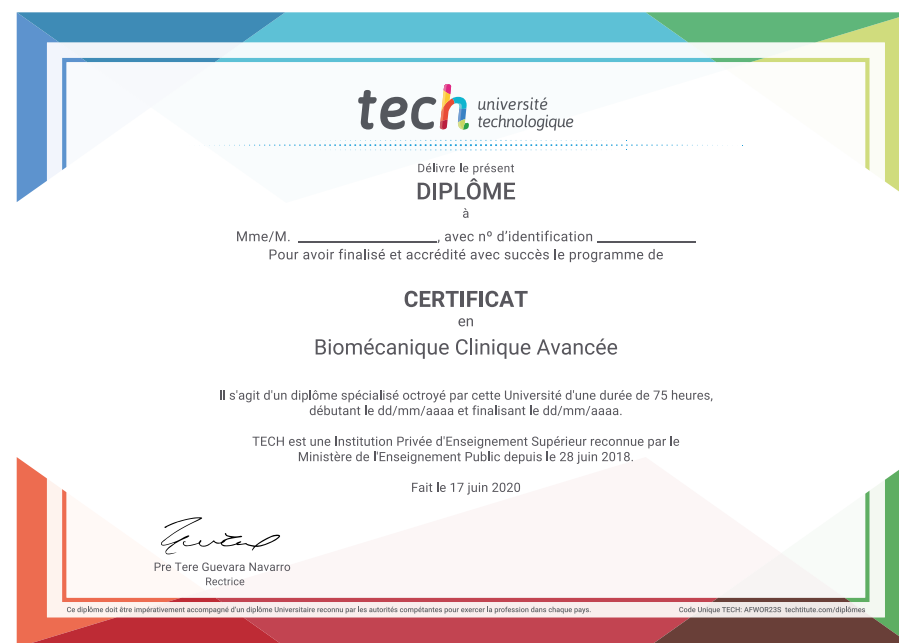 tech université
technologique
Délivre le présent
DIPLÔME
à
Mme/M. ____________________, avec nº d'identification ______________
Pour avoir finalisé et accrédité avec succès le programme de
CERTIFICAT
en
Biomécanique Clinique Avancée
Il s'agit d'un diplôme spécialisé octroyé par cette Université d'une durée de 75 heures,
débutant le dd/mm/aaaa et finalisant le dd/mm/aaaa.
TECH est une Institution Privée d'Enseignement Supérieur reconnue par le
Ministère de l'Enseignement Public depuis le 28 juin 2018.
Fait le 17 juin 2020
Pre Tere Guevara Navarro
Rectrice
Ce diplôme doit être impérativement accompagné d'un diplôme Universitaire reconnu par les autorités compétentes pour exercer la profession dans chaque pays.
Code Unique TECH: AFWOR23S techtitute.com/diplômes